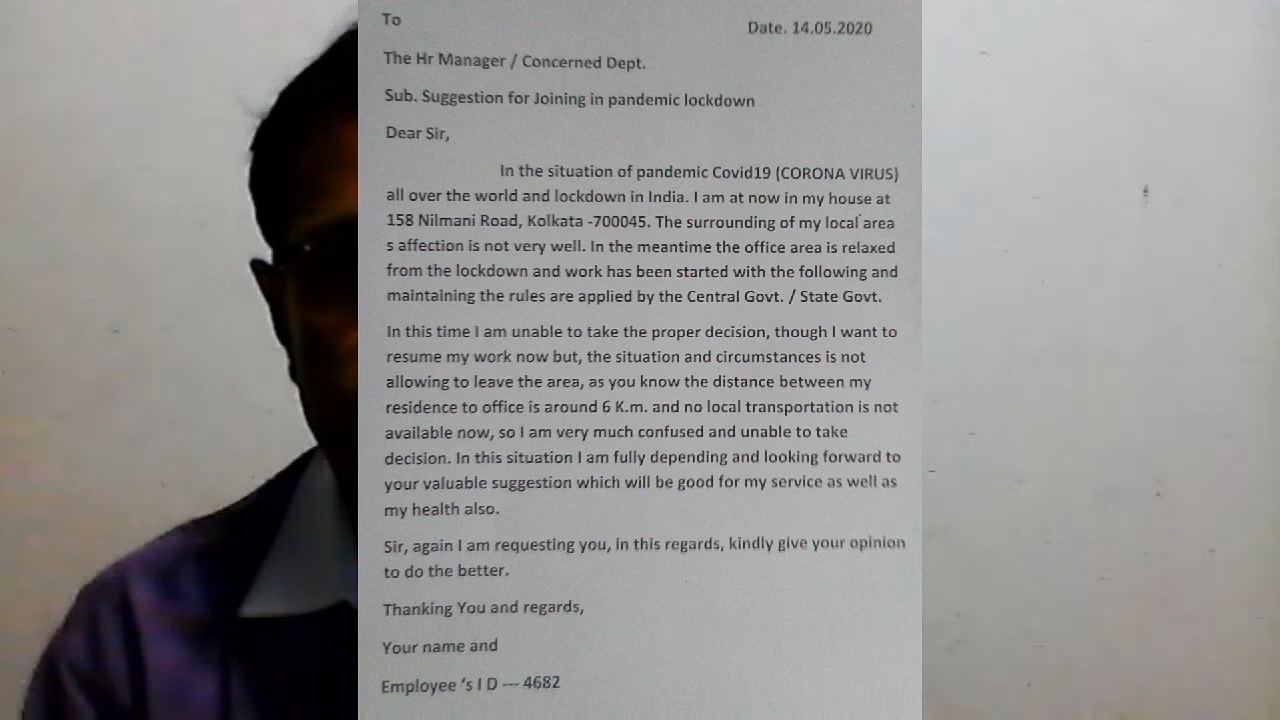 To
Date. 14.05.2020
The Hr Manager / Concerned Dept.
Sub. Suggestion for Joining in pandemic lockdown
Dear Sir,
In the situation of pandemic Covid19 (CORONA VIRUS)
all over the world and lockdown in India. I am at now in my house at
158 Nilmani Road, Kolkata -700045. The surrounding of my local area
s affection is not very well. In the meantime the office area is relaxed
from the lockdown and work has been started with the following and
maintaining the rules are applied by the Central Govt. / State Govt.
In this time I am unable to take the proper decision, though I want to
resume my work now but, the situation and circumstances is not
allowing to leave the area, as you know the distance between my
residence to office is around 6 K.m. and no local transportation is not
available now, so I am very much confused and unable to take
decision. In this situation I am fully depending and looking forward to
your valuable suggestion which will be good for my service as well as
my health also.
Sir, again I am requesting you, in this regards, kindly give your opinion
to do the better.
Thanking You and regards,
Your name and
Employee 's I D --- 4682